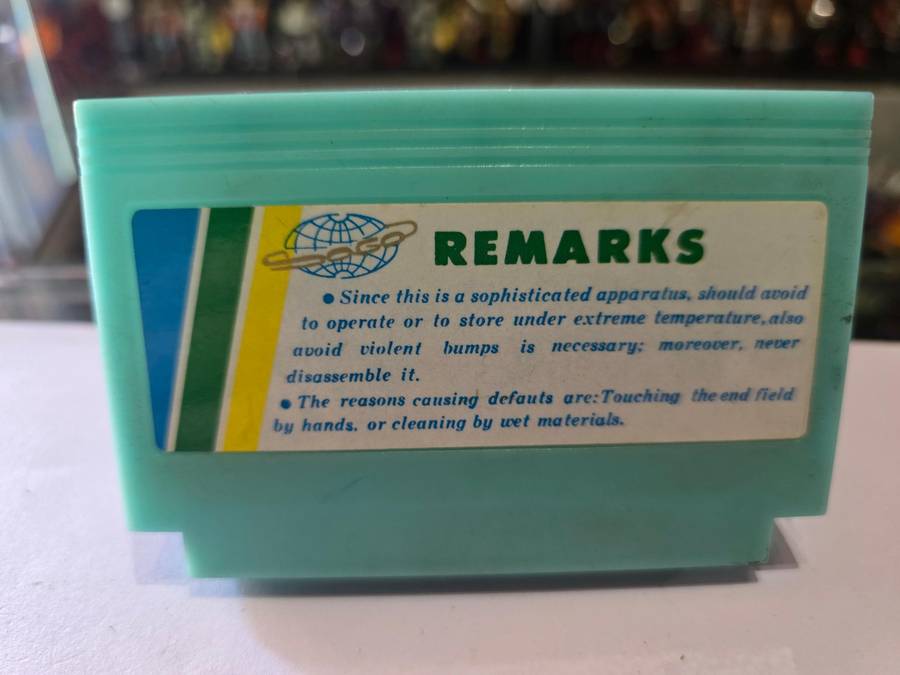 REMARKS
● Since this is a sophisticated apparatus, should avoid
to operate or to store under extreme temperature,also
avoid violent bumps is necessary; moreover, never
disassemble it.
● The reasons causing defauts are:Touching the end field
by hands. or cleaning by wet materials.